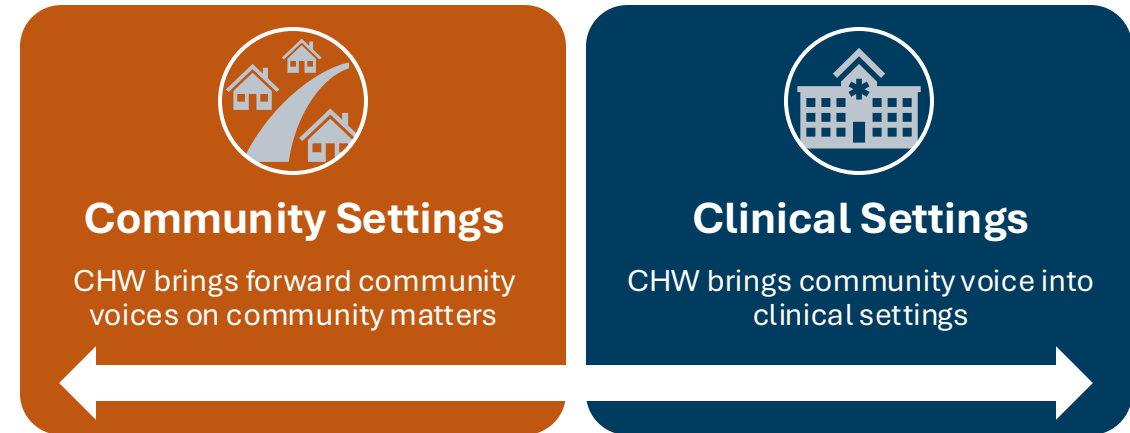 Community Settings
CHW brings forward community
voices on community matters
Clinical Settings
CHW brings community voice into
clinical settings